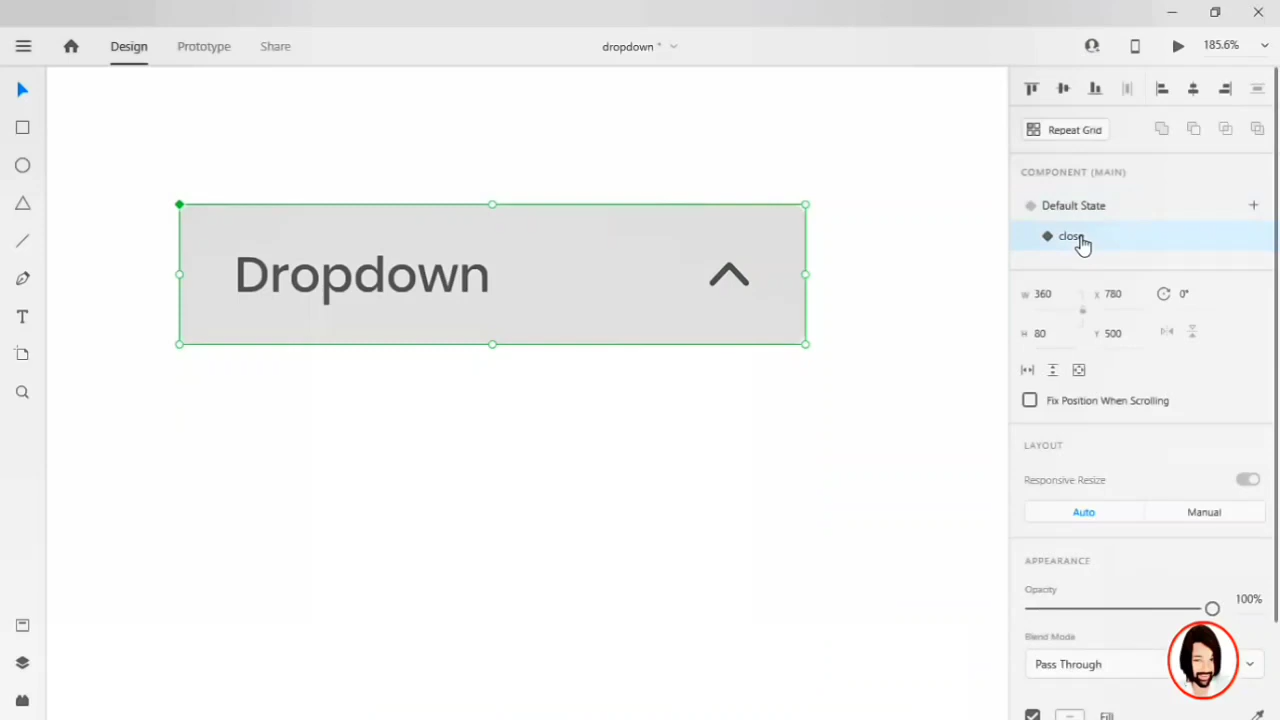 Design Prototype Share dropdown * 185.6%
Repeat Grid
COMPONENT (MAIN)
Default State
close
Dropdown
W 360 X 780 0°
H 80 Y 500
Fix Position When Scrolling
LAYOUT
Responsive Resize
Auto Manual
APPEARANCE
Opacity
100%
Blend Mode
Pass Through
Fill
T